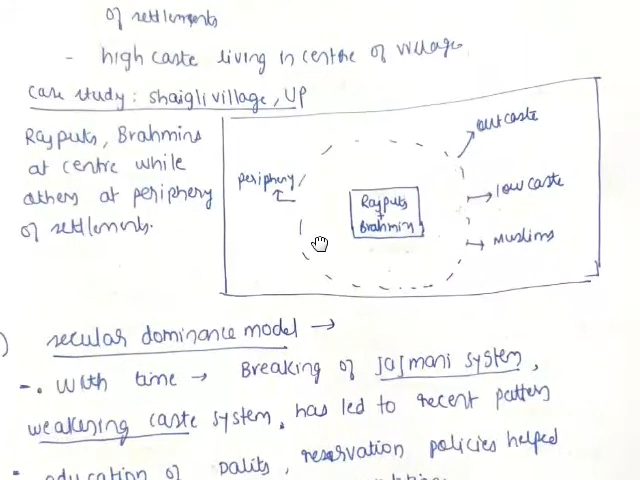 of settlements
- high caste living in centre of village
case study: shaigli village, UP
Rajputs, Brahmins
at centre while
others at periphery
of settlements.
outcaste
periphery
low caste
Rajputs
+
Brahmin
Muslims
secular dominance model →
-. With time → Breaking of Jajmani system,
weakening caste system, has led to recent pattern
• education of Dalits, reservation policies helped